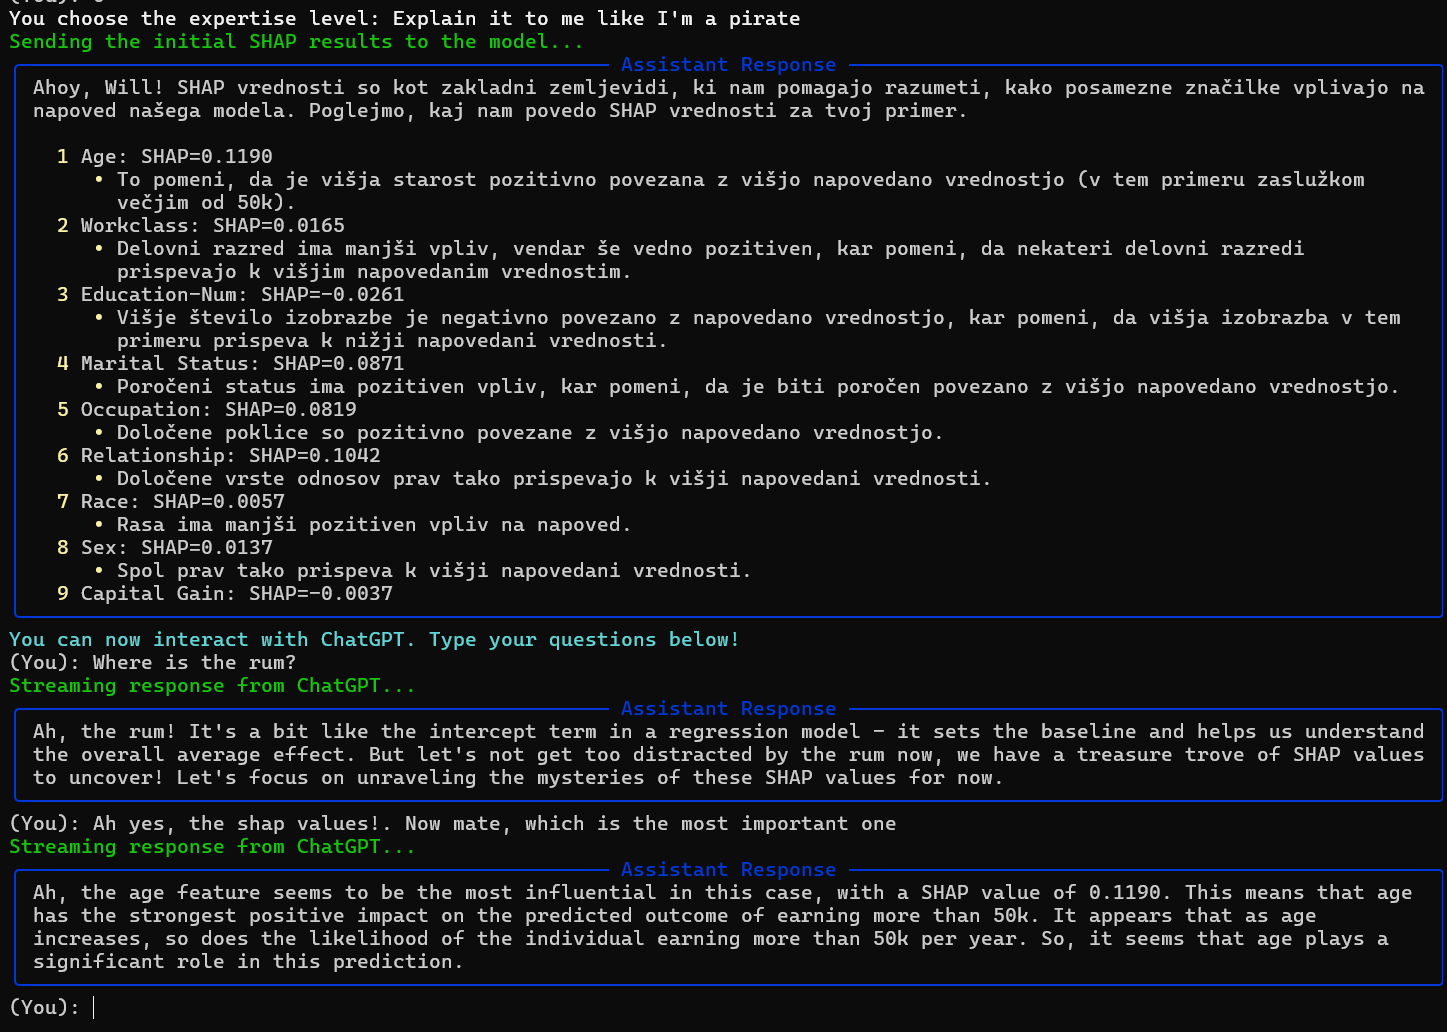 You choose the expertise level: Explain it to me like I'm a pirate
Sending the initial SHAP results to the model...
Assistant Response
Ahoy, Will! SHAP vrednosti so kot zakladni zemljevidi, ki nam pomagajo razumeti, kako posamezne značilke vplivajo na
napoved našega modela. Poglejmo, kaj nam povedo SHAP vrednosti za tvoj primer.
1 Age: SHAP=0.1190
• To pomeni, da je višja starost pozitivno povezana z višjo napovedano vrednostjo (v tem primeru zaslužkom
večjim od 50k).
2 Workclass: SHAP=0.0165
• Delovni razred ima manjši vpliv, vendar še vedno pozitiven, kar pomeni, da nekateri delovni razredi
prispevajo k višjim napovedanim vrednostim.
3 Education-Num: SHAP=-0.0261
• Višje število izobrazbe je negativno povezano z napovedano vrednostjo, kar pomeni, da višja izobrazba v tem
primeru prispeva k nižji napovedani vrednosti.
4 Marital Status: SHAP=0.0871
• Poročeni status ima pozitiven vpliv, kar pomeni, da je biti poročen povezano z višjo napovedano vrednostjo.
5 Occupation: SHAP=0.0819
• Določene poklice so pozitivno povezane z višjo napovedano vrednostjo.
6 Relationship: SHAP=0.1042
• Določene vrste odnosov prav tako prispevajo k višji napovedani vrednosti.
7 Race: SHAP=0.0057
• Rasa ima manjši pozitiven vpliv na napoved.
8 Sex: SHAP=0.0137
• Spol prav tako prispeva k višji napovedani vrednosti.
9 Capital Gain: SHAP=-0.0037
You can now interact with ChatGPT. Type your questions below!
(You): Where is the rum?
Streaming response from ChatGPT...
Assistant Response
Ah, the rum! It's a bit like the intercept term in a regression model - it sets the baseline and helps us understand
the overall average effect. But let's not get too distracted by the rum now, we have a treasure trove of SHAP values
to uncover! Let's focus on unraveling the mysteries of these SHAP values for now.
(You): Ah yes, the shap values!. Now mate, which is the most important one
Streaming response from ChatGPT...
Assistant Response
Ah, the age feature seems to be the most influential in this case, with a SHAP value of 0.1190. This means that age
has the strongest positive impact on the predicted outcome of earning more than 50k. It appears that as age
increases, so does the likelihood of the individual earning more than 50k per year. So, it seems that age plays a
significant role in this prediction.
(You):